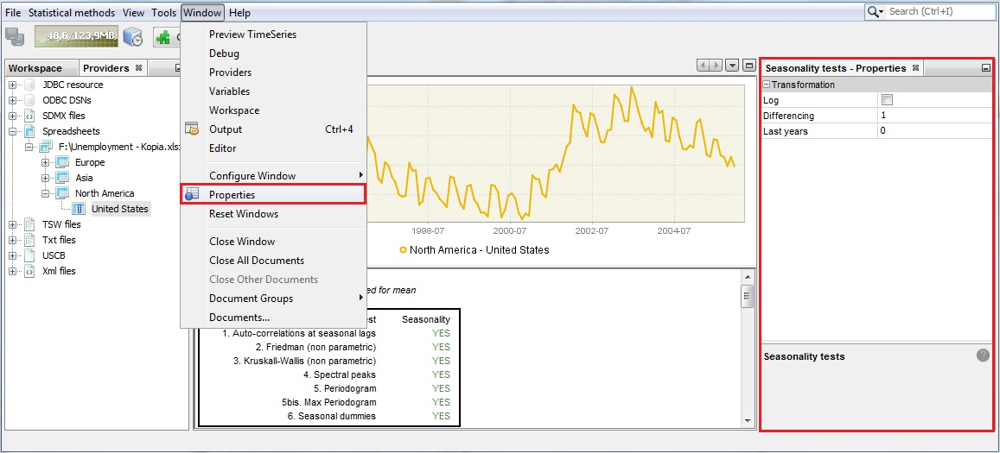 File Statistical methods View Tools Window Help
Search (Ctrl+I)
48,6/123,9MB
Workspace Providers
JDBC resource
ODBC DSNs
SDMX files
Spreadsheets
F:\Unemployment - Kopia.xls
Europe
Asia
North America
United States
TSW files
Txt files
USCB
Xml files
Preview TimeSeries
Debug
Providers
Variables
Workspace
Output Ctrl+4
Editor
Configure Window
Properties
Reset Windows
Close Window
Close All Documents
Close Other Documents
Document Groups
Documents...
1998-07 2000-07 2002-07 2004-07
North America - United States
for mean
Seasonality
1. Auto-correlations at seasonal lags YES
2. Friedman (non parametric) YES
3. Kruskall-Wallis (non parametric) YES
4. Spectral peaks YES
5. Periodogram YES
5bis. Max Periodogram YES
6. Seasonal dummies YES
Seasonality tests - Properties
Transformation
Log
Differencing 1
Last years 0
Seasonality tests
?